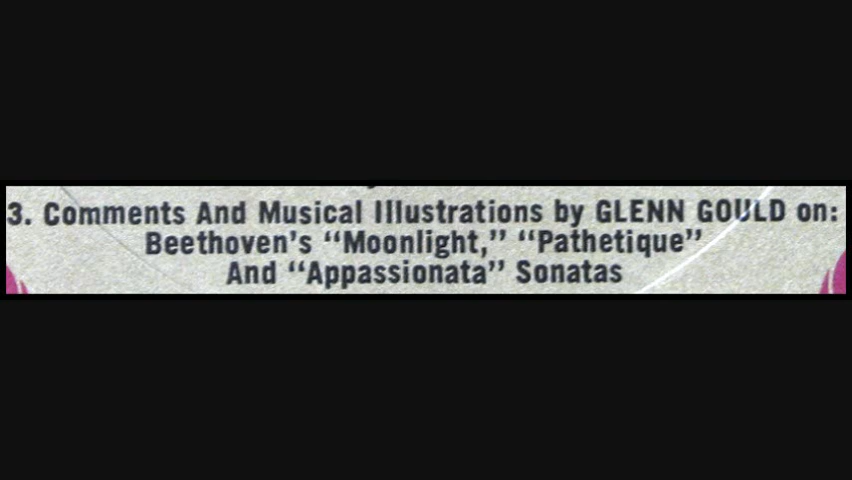 3. Comments And Musical Illustrations by GLENN GOULD on:
Beethoven's “Moonlight,” “Pathetique”
And “Appassionata” Sonatas